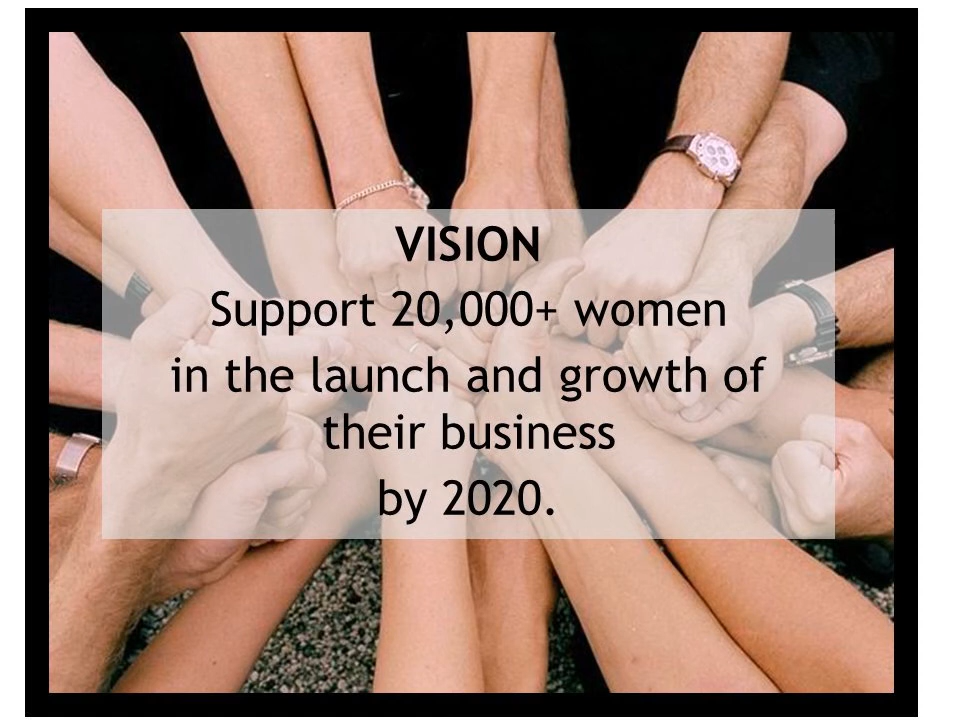 VISION
Support 20,000+ women
in the launch and growth of
their business
by 2020.